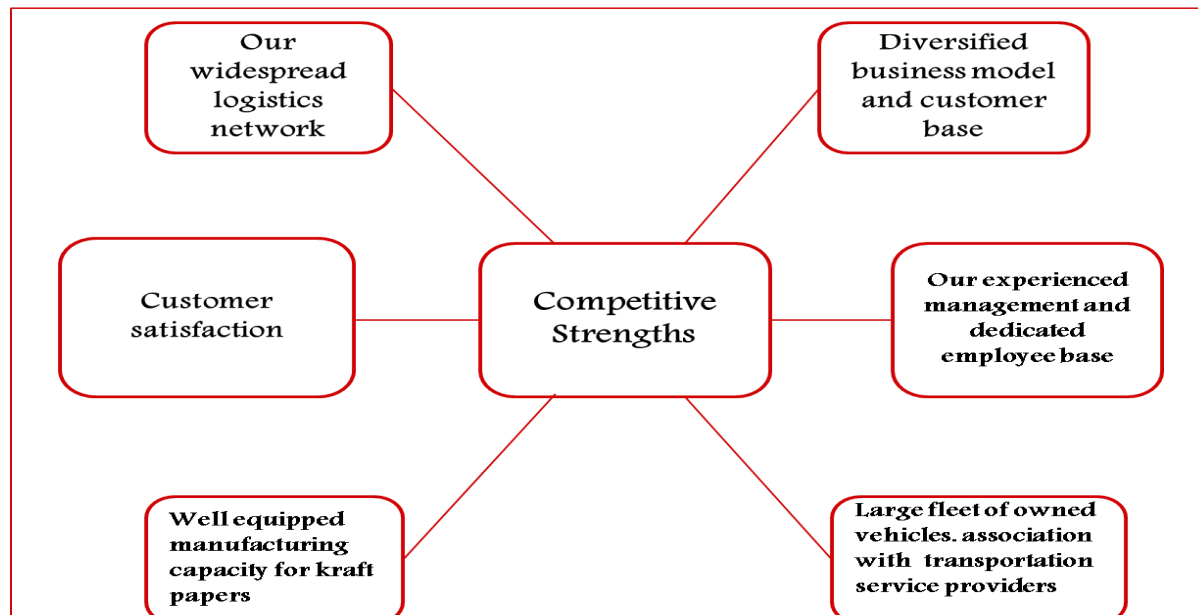 Our
widespread
logistics
network
Diversified
business model
and customer
base
Customer
satisfaction
Competitive
Strengths
Our experienced
management and
dedicated
employee base
Well equipped
manufacturing
capacity for kraft
papers
Large fleet of owned
vehicles. association
with transportation
service providers